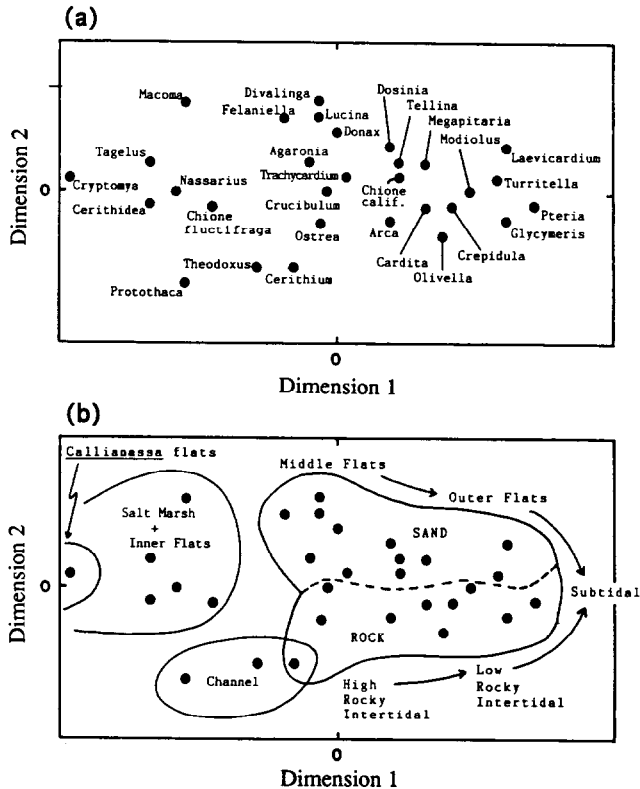 (a)
Macoma
Divalinga
Felaniella
Lucina
Donax
Dosinia
Tellina
Megapitaria
Modiolus
Laevicardium
Tagelus
Agaronia
Cryptomya
Nassarius
Trachycardium
Chione
calif.
Turritella
Cerithidea
Chione
fluctifraga
Crucibulum
Ostrea
Arca
Pteria
Glycymeris
Cardita
Crepidula
Olivella
Theodoxus
Cerithium
Protothaca
0
Dimension 2
0
Dimension 1
(b)
Callianassa flats
Middle Flats
Outer Flats
Salt Marsh
+
Inner Flats
SAND
Subtidal
ROCK
Channel
High
Rocky
Intertidal
Low
Rocky
Intertidal
0
Dimension 2
0
Dimension 1